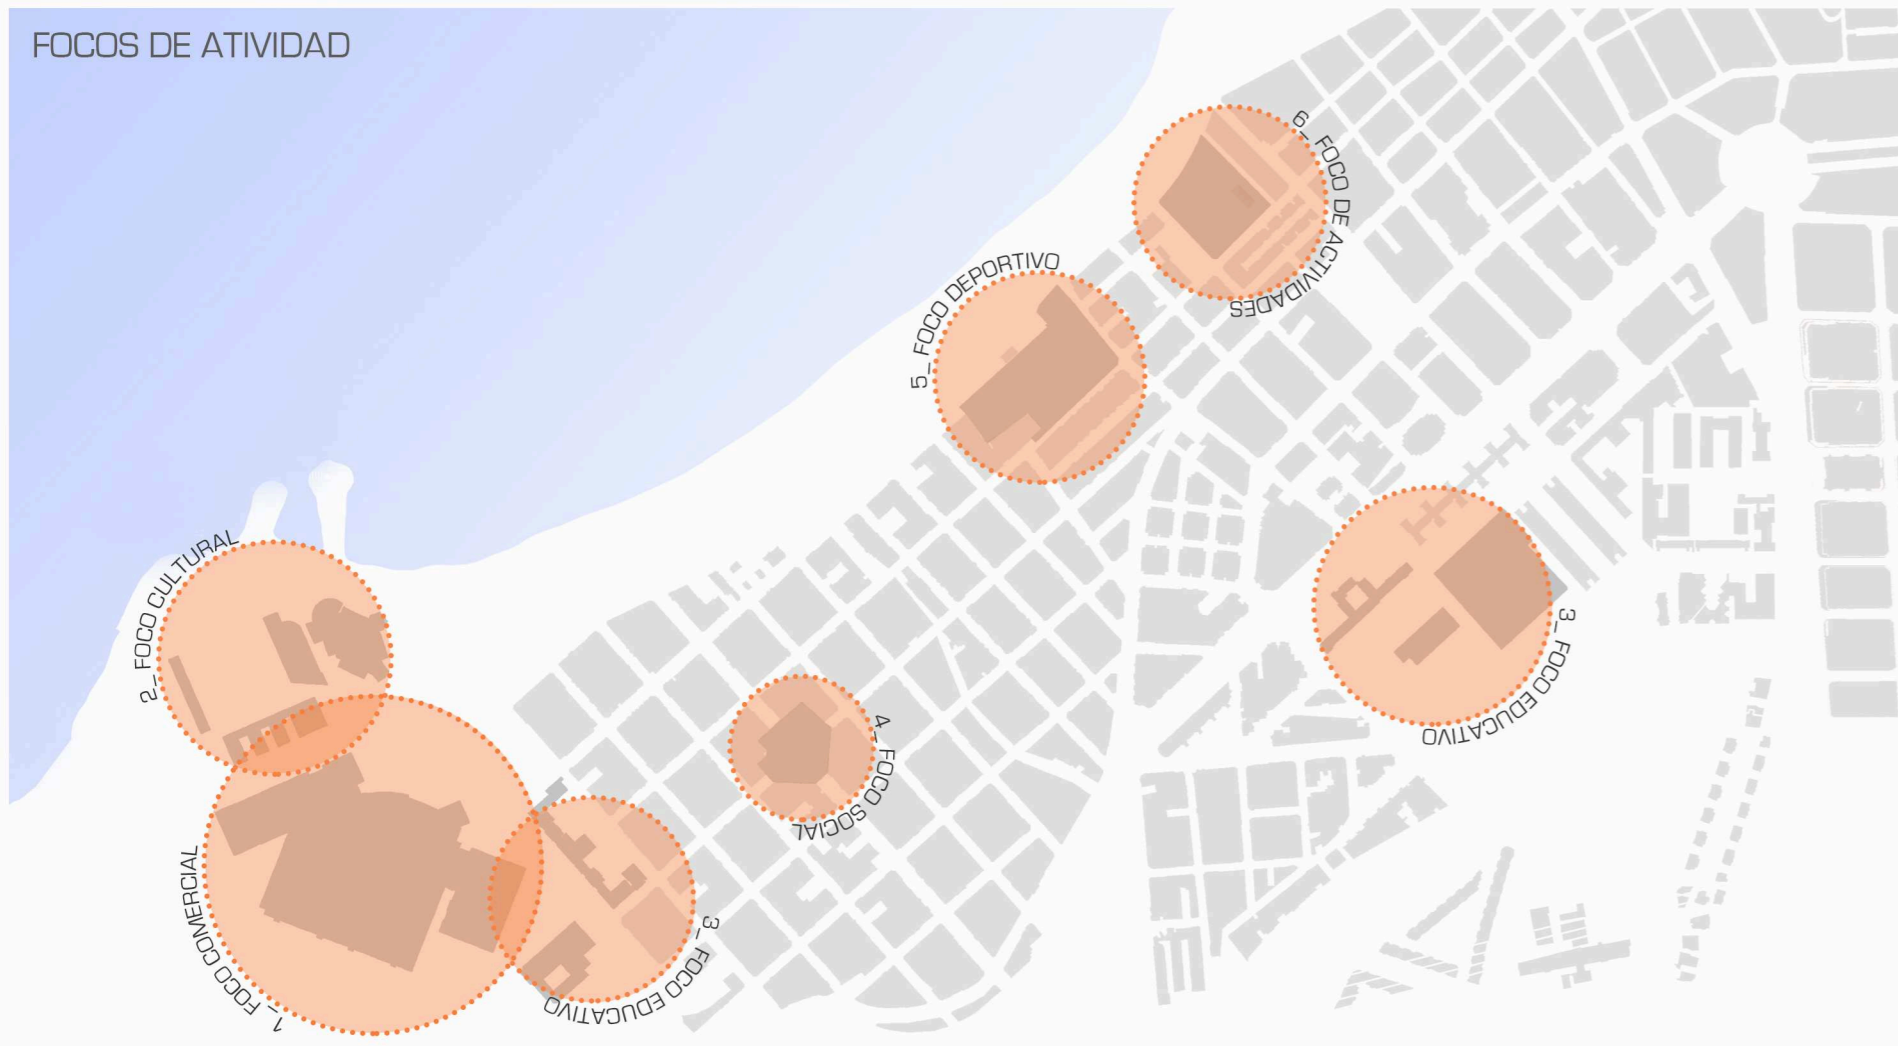 FOCOS DE ATIVIDAD
6_ FOCO DE ACTIVIDADES
5_ FOCO DEPORTIVO
2_ FOCO CULTURAL
3_ FOCO EDUCATIVO
4_ FOCO SOCIAL
1_ FOCO COMERCIAL
3_ FOCO EDUCATIVO